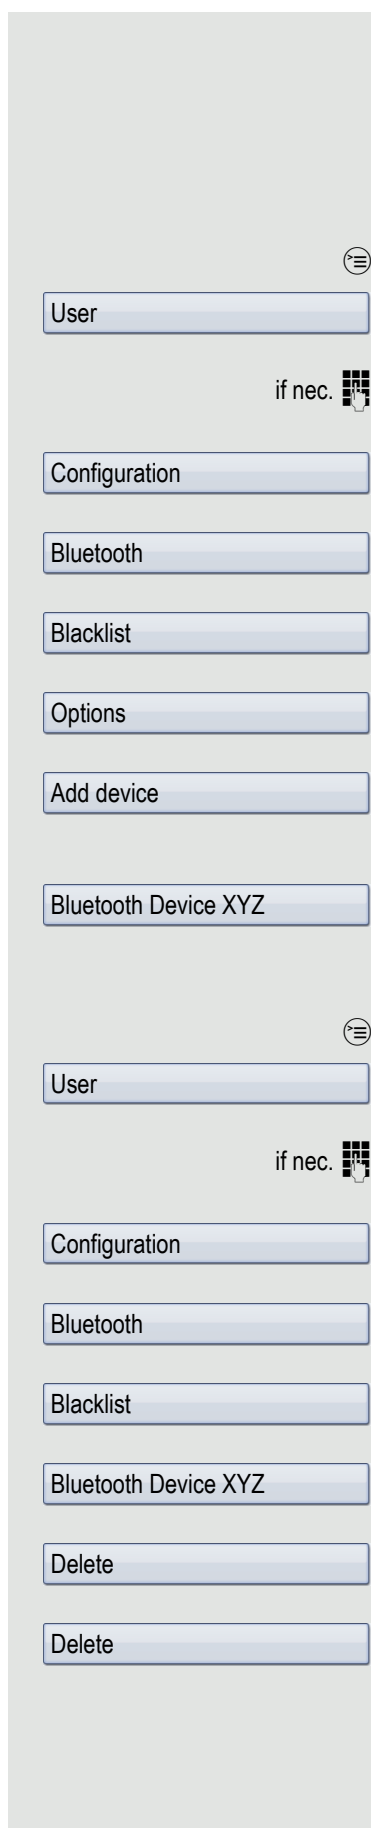 User
if nec.
Configuration
Bluetooth
Blacklist
Options
Add device
Bluetooth Device XYZ
User
if nec.
Configuration
Bluetooth
Blacklist
Bluetooth Device XYZ
Delete
Delete